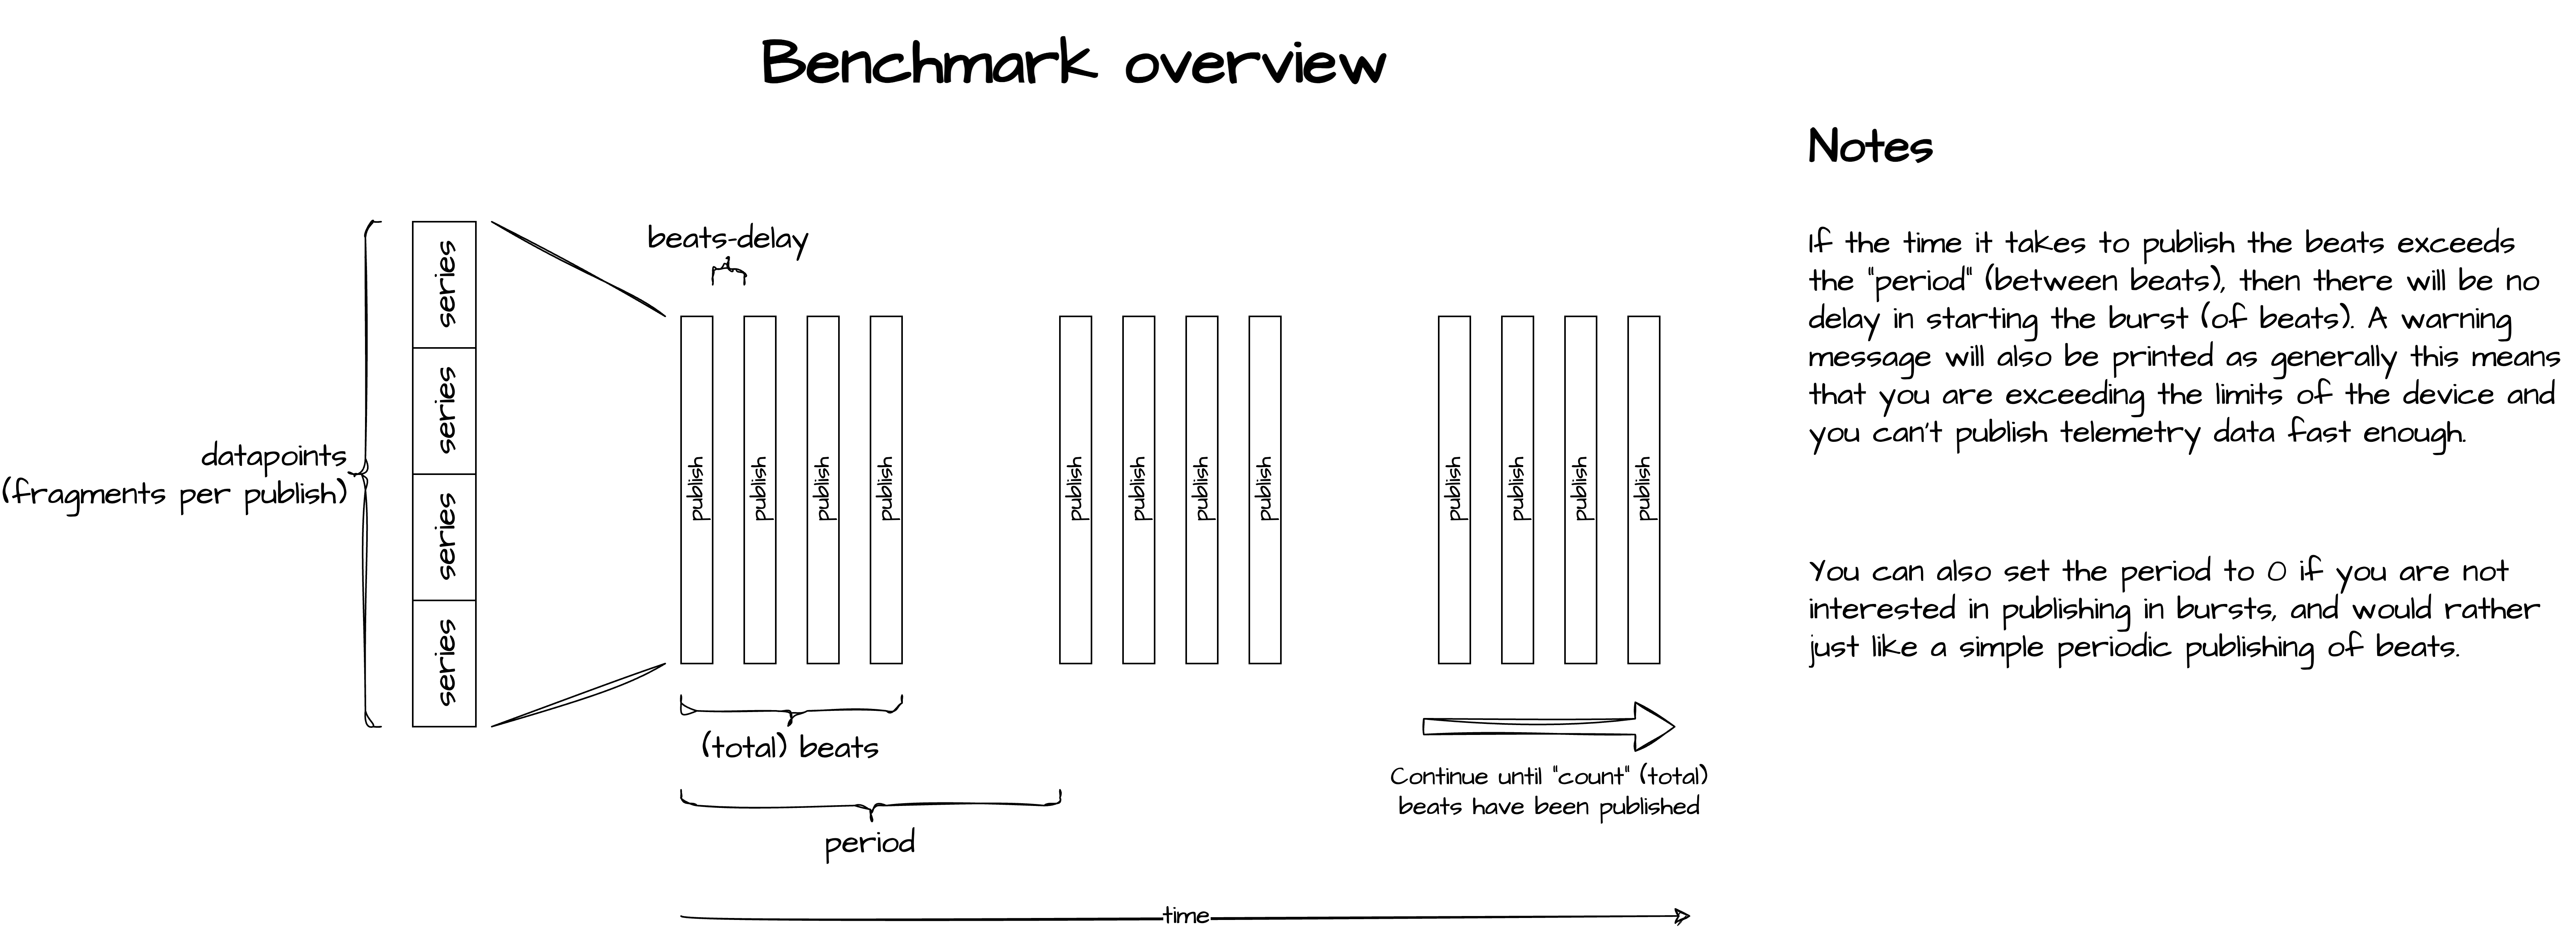 Benchmark overview
Notes
If the time it takes to publish the beats exceeds
the "period" (between beats), then there will be no
delay in starting the burst (of beats). A warning
message will also be printed as generally this means
that you are exceeding the limits of the device and
you can't publish telemetry data fast enough.
You can also set the period to 0 if you are not
interested in publishing in bursts, and would rather
just like a simple periodic publishing of beats.
datapoints
(fragments per publish)
series
series
series
series
beats-delay
publish
publish
publish
publish
publish
publish
publish
publish
publish
publish
publish
publish
(total) beats
period
Continue until "count" (total)
beats have been published
time